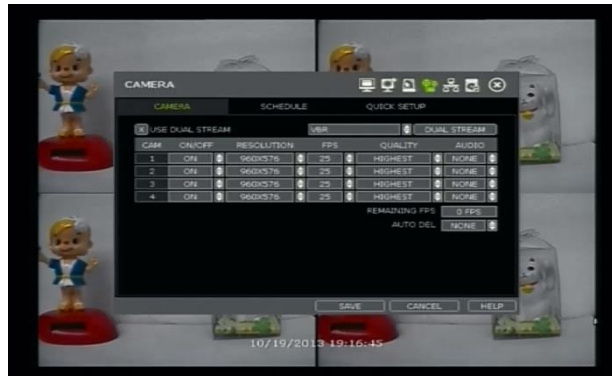 CAMERA
CAMERA SCHEDULE QUICK SETUP
X USE DUAL STREAM VBR DUAL STREAM
CAM ON/OFF RESOLUTION FPS QUALITY AUDIO
1 ON 960X576 25 HIGHEST NONE
2 ON 960X576 25 HIGHEST NONE
3 ON 960X576 25 HIGHEST NONE
4 ON 960X576 25 HIGHEST NONE
REMAINING FPS 0 FPS
AUTO DEL NONE
SAVE CANCEL HELP
10/19/2013 19:16:45